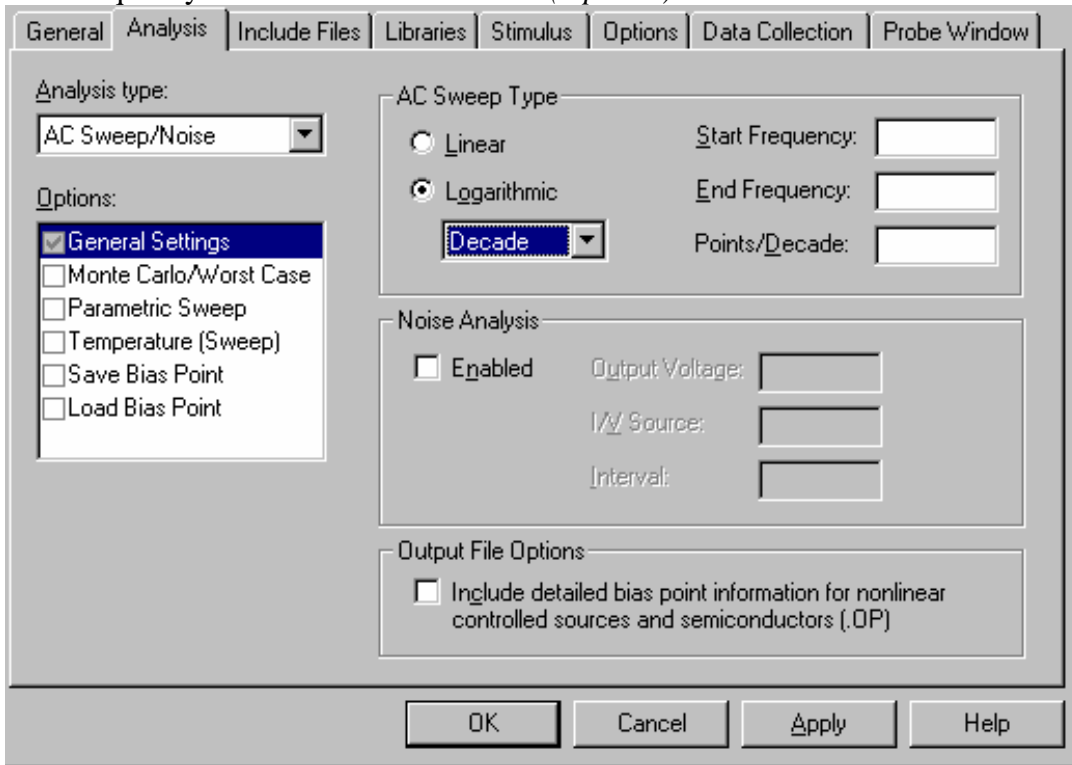 General Analysis Include Files Libraries Stimulus Options Data Collection Probe Window
Analysis type:
AC Sweep/Noise
Options:
General Settings
Monte Carlo/Worst Case
Parametric Sweep
Temperature (Sweep)
Save Bias Point
Load Bias Point
AC Sweep Type
Linear
Logarithmic
Decade
Start Frequency:
End Frequency:
Points/Decade:
Noise Analysis
Enabled
Output Voltage:
I/V Source:
Interval:
Output File Options
Include detailed bias point information for nonlinear
controlled sources and semiconductors (.OP)
OK Cancel Apply Help